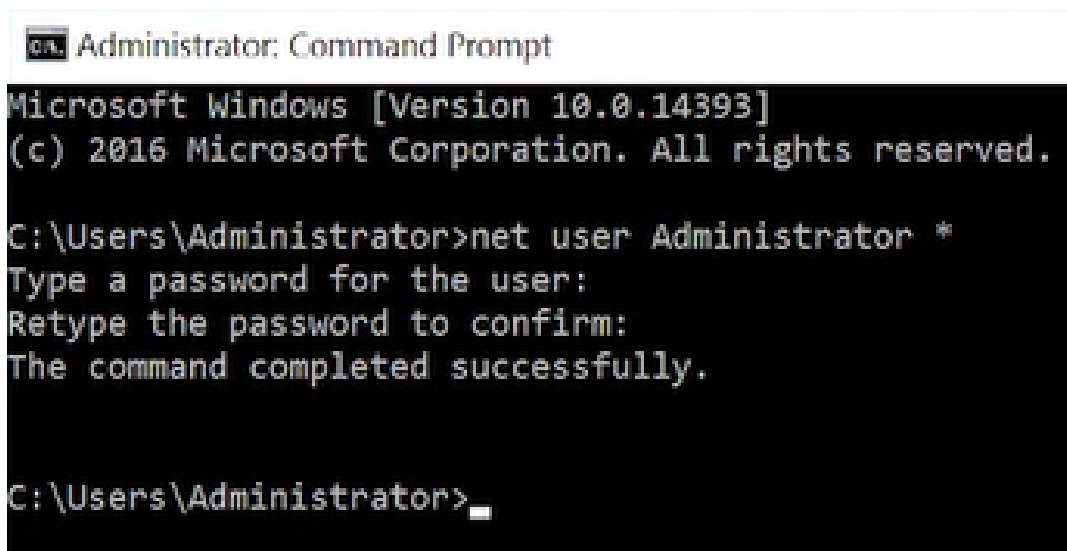 Administrator: Command Prompt
Microsoft Windows [Version 10.0.14393]
(c) 2016 Microsoft Corporation. All rights reserved.
C:\Users\Administrator>net user Administrator *
Type a password for the user:
Retype the password to confirm:
The command completed successfully.
C:\Users\Administrator>